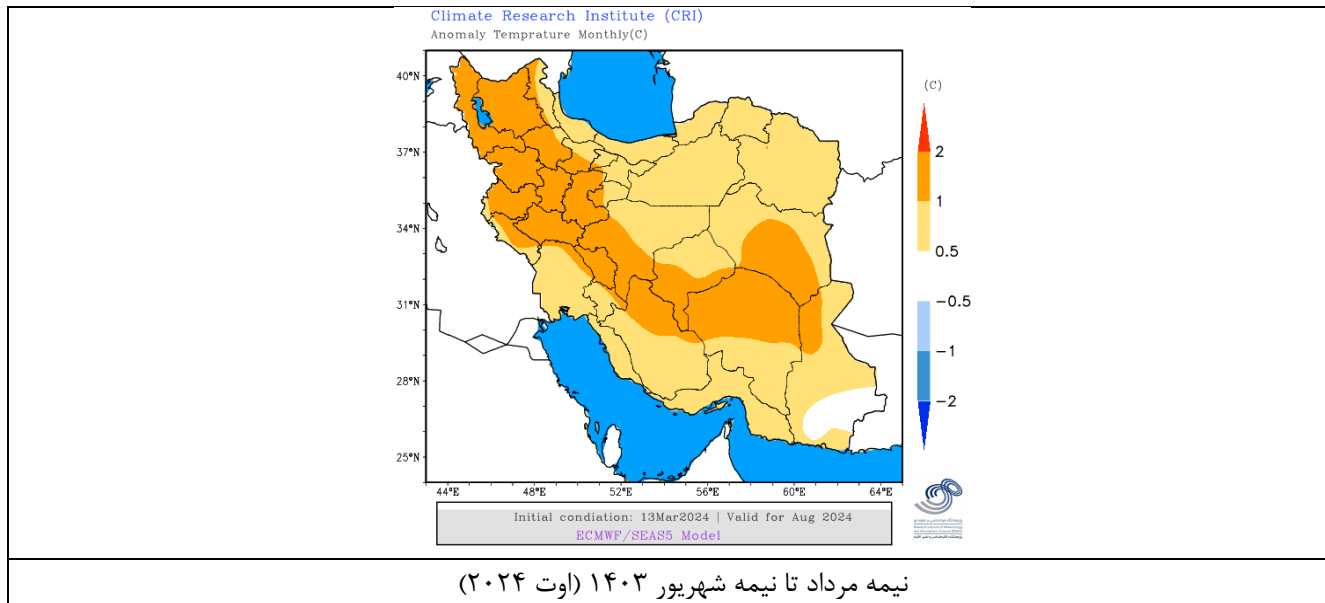 Climate Research Institute (CRI)
Anomaly Temprature Monthly(C)
40°N
37°N
34°N
31°N
28°N
25°N
44°E 48°E 52°E 56°E 60°E 64°E
(C)
2
1
0.5
−0.5
−1
−2
Initial condiation: 13Mar2024 | Valid for Aug 2024
ECMWF/SEAS5 Model
نیمه مرداد تا نیمه شهریور ۱۴۰۳ (اوت ۲۰۲۴)